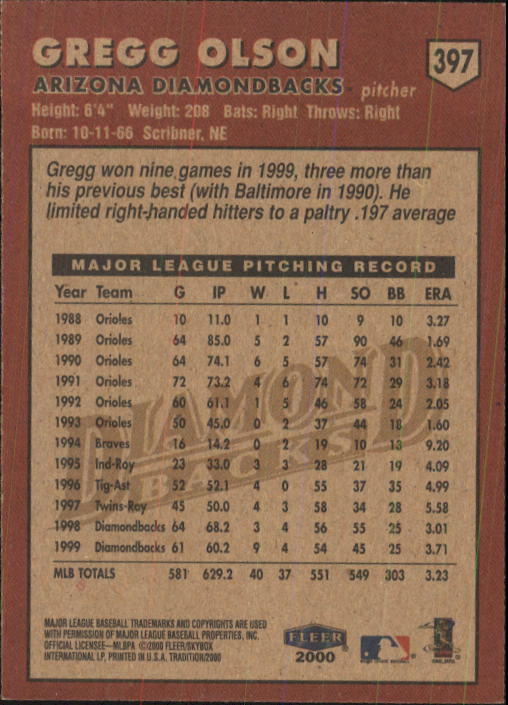 GREGG OLSON
397
ARIZONA DIAMONDBACKS pitcher
Height: 6'4" Weight: 208 Bats: Right Throws: Right
Born: 10-11-66 Scribner, NE
Gregg won nine games in 1999, three more than
his previous best (with Baltimore in 1990). He
limited right-handed hitters to a paltry .197 average
MAJOR LEAGUE PITCHING RECORD
Year Team G IP W L H SO BB ERA
1988 Orioles 10 11.0 1 1 10 9 10 3.27
1989 Orioles 64 85.0 5 2 57 90 46 1.69
1990 Orioles 64 74.1 6 5 57 74 31 2.42
1991 Orioles 72 73.2 4 6 74 72 29 3.18
1992 Orioles 60 61.1 1 5 46 58 24 2.05
1993 Orioles 50 45.0 0 2 37 44 18 1.60
1994 Braves 16 14.2 0 2 19 10 13 9.20
1995 Ind-Roy 23 33.0 3 3 28 21 19 4.09
1996 Tig-Ast 52 52.1 4 0 55 37 35 4.99
1997 Twins-Roy 45 50.0 4 3 58 34 28 5.58
1998 Diamondbacks 64 68.2 3 4 56 55 25 3.01
1999 Diamondbacks 61 60.2 9 4 54 45 25 3.71
MLB TOTALS 581 629.2 40 37 551 549 303 3.23
DIAMOND
BACKS
MAJOR LEAGUE BASEBALL TRADEMARKS AND COPYRIGHTS ARE USED
WITH PERMISSION OF MAJOR LEAGUE BASEBALL PROPERTIES, INC.
OFFICIAL LICENSEE—MLBPA ©2000 FLEER/SKYBOX
INTERNATIONAL LP, PRINTED IN U.S.A. TRADITION/2000
FLEER
2000